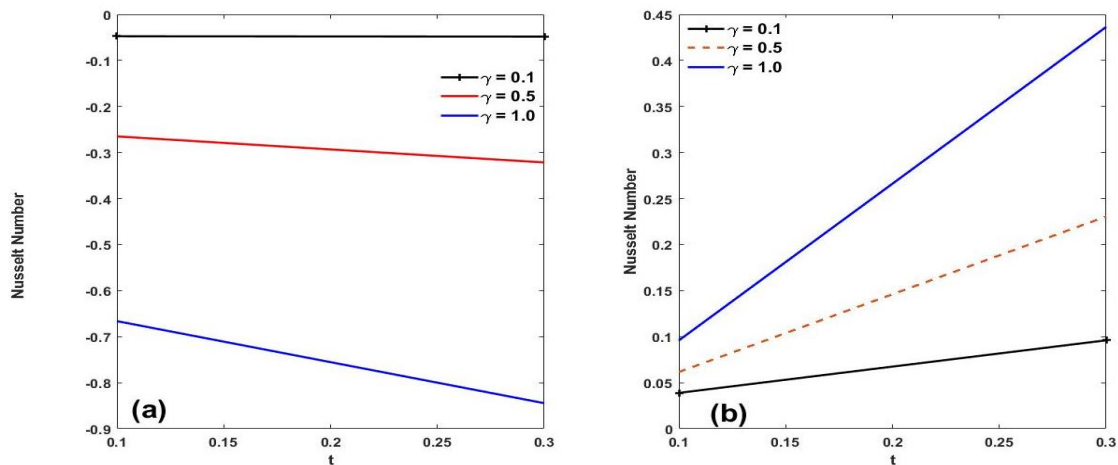 0
-0.1
-0.2
-0.3
-0.4
-0.5
-0.6
-0.7
-0.8
-0.9
Nusselt Number
γ = 0.1
γ = 0.5
γ = 1.0
(a)
0.1 0.15 0.2 0.25 0.3
t
0.45
0.4
0.35
0.3
0.25
0.2
0.15
0.1
0.05
0
Nusselt Number
γ = 0.1
γ = 0.5
γ = 1.0
(b)
0.1 0.15 0.2 0.25 0.3
t